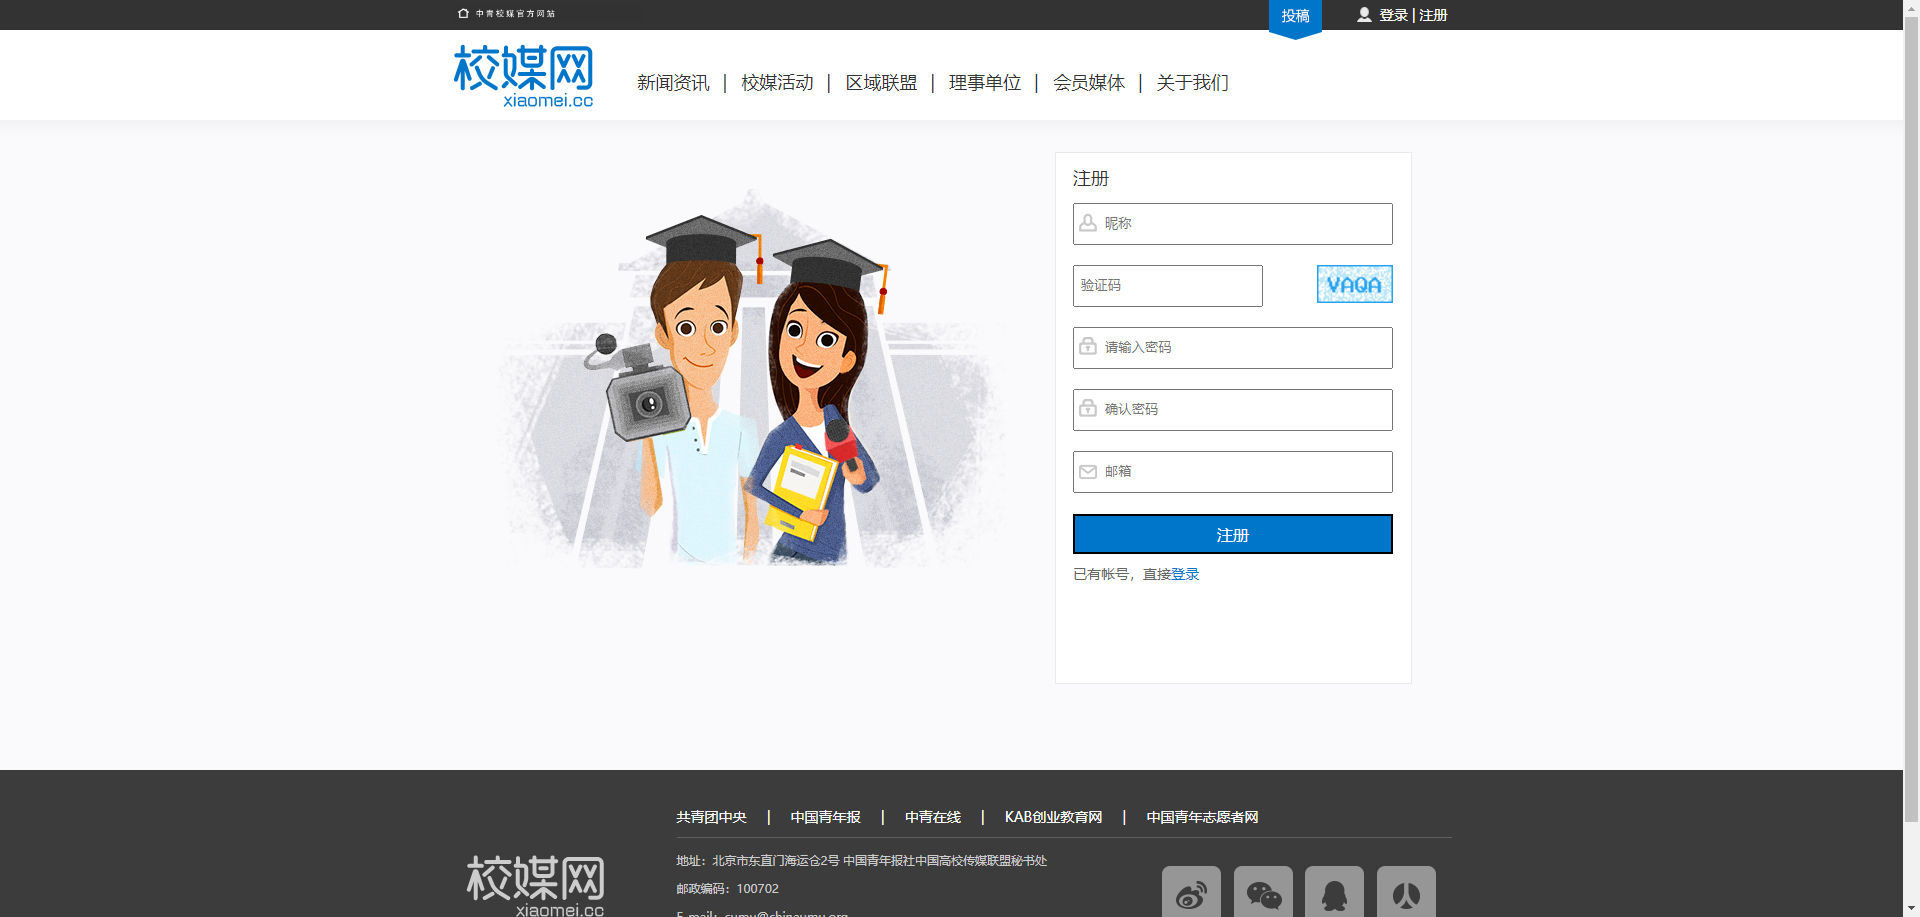 中青校媒官方网站
投稿
登录 | 注册
校媒网
xiaomei.cc
新闻资讯 | 校媒活动 | 区域联盟 | 理事单位 | 会员媒体 | 关于我们
注册
昵称
验证码
VAQA
请输入密码
确认密码
邮箱
注册
已有帐号，直接登录
共青团中央 | 中国青年报 | 中青在线 | KAB创业教育网 | 中国青年志愿者网
校媒网
xiaomei.cc
地址：北京市东直门海运仓2号 中国青年报社中国高校传媒联盟秘书处
邮政编码：100702